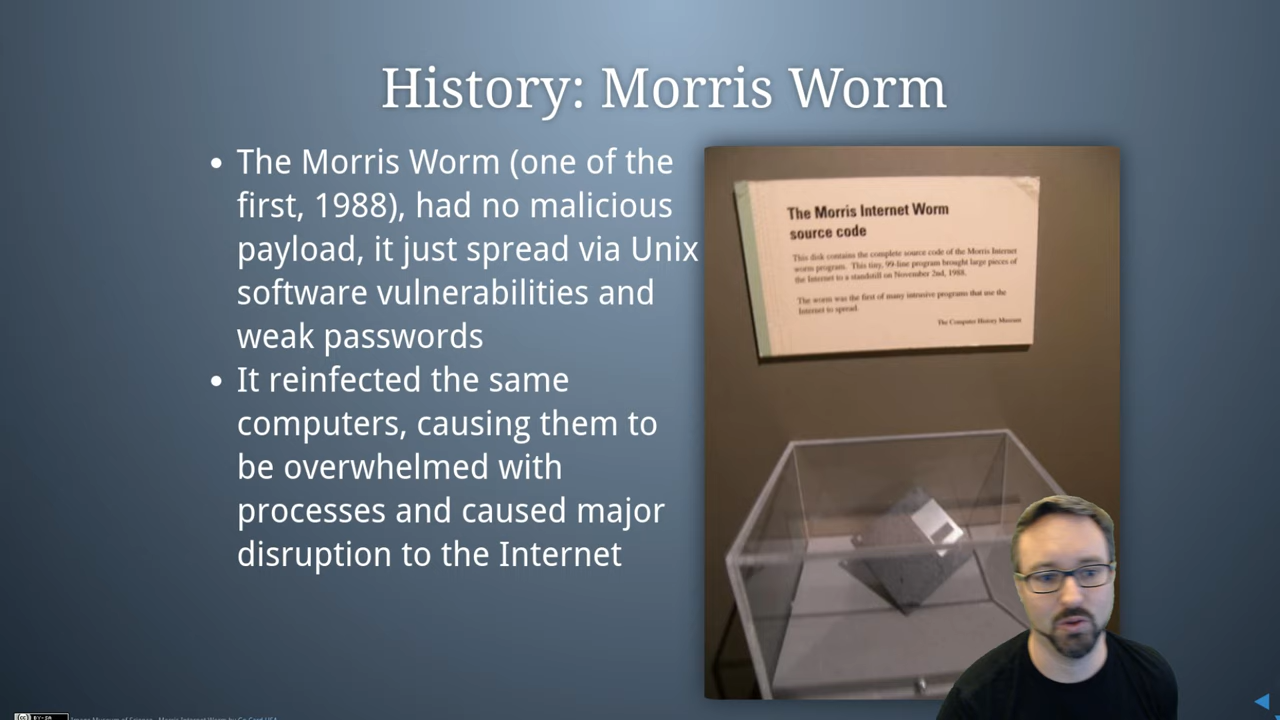 History: Morris Worm
• The Morris Worm (one of the
first, 1988), had no malicious
payload, it just spread via Unix
software vulnerabilities and
weak passwords
• It reinfected the same
computers, causing them to
be overwhelmed with
processes and caused major
disruption to the Internet
The Morris Internet Worm
source code
This disk contains the complete source code of the Morris Internet
worm program. This tiny, 99-line program brought large pieces of
the Internet to a standstill on November 2nd, 1988.
The worm was the first of many intrusive programs that use the
Internet to spread.
The Computer History Museum